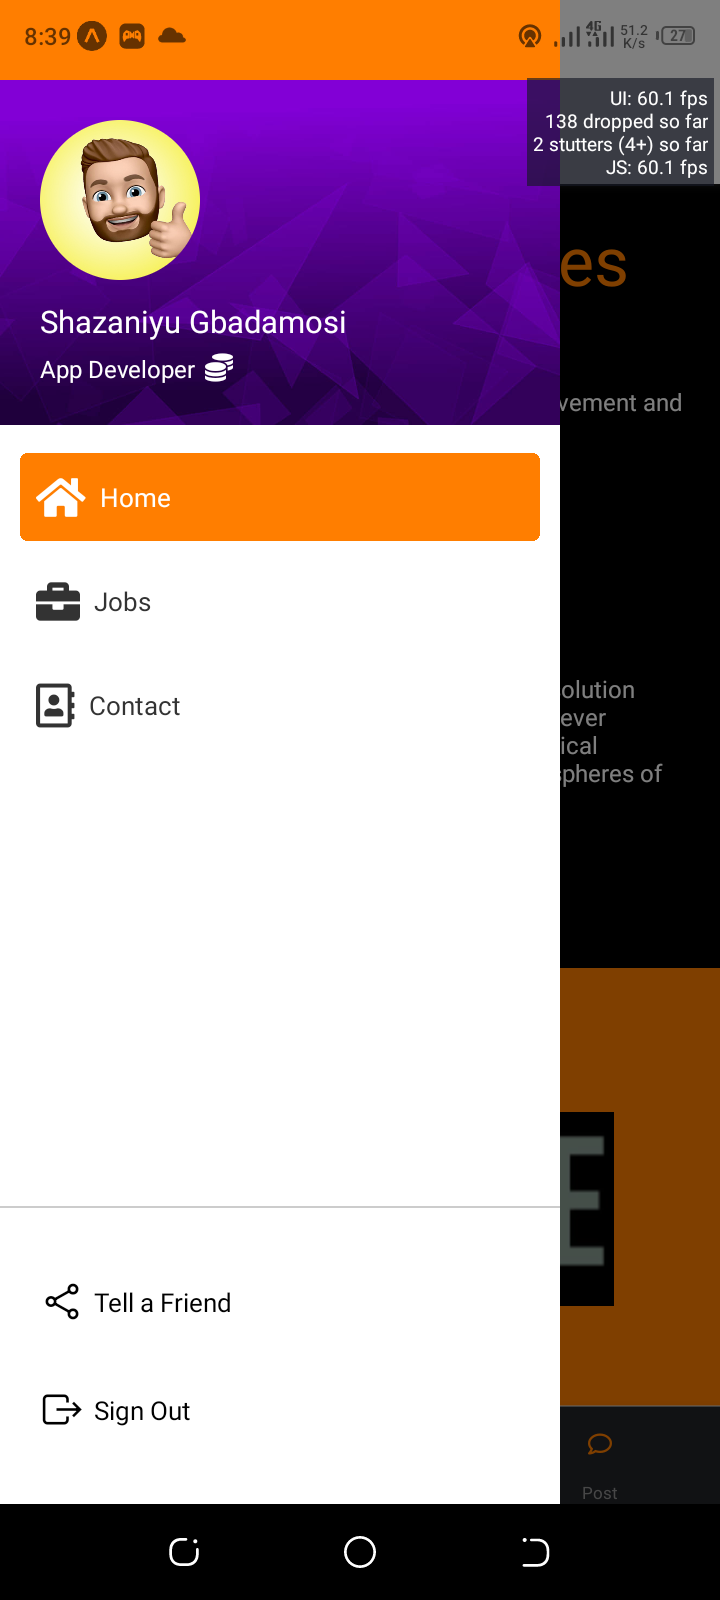 8:39
4G
51.2
K/s
27
UI: 60.1 fps
138 dropped so far
2 stutters (4+) so far
JS: 60.1 fps
es
Shazaniyu Gbadamosi
App Developer
vement and
Home
Jobs
olution
ever
ical
spheres of
Contact
E
Tell a Friend
Sign Out
Post